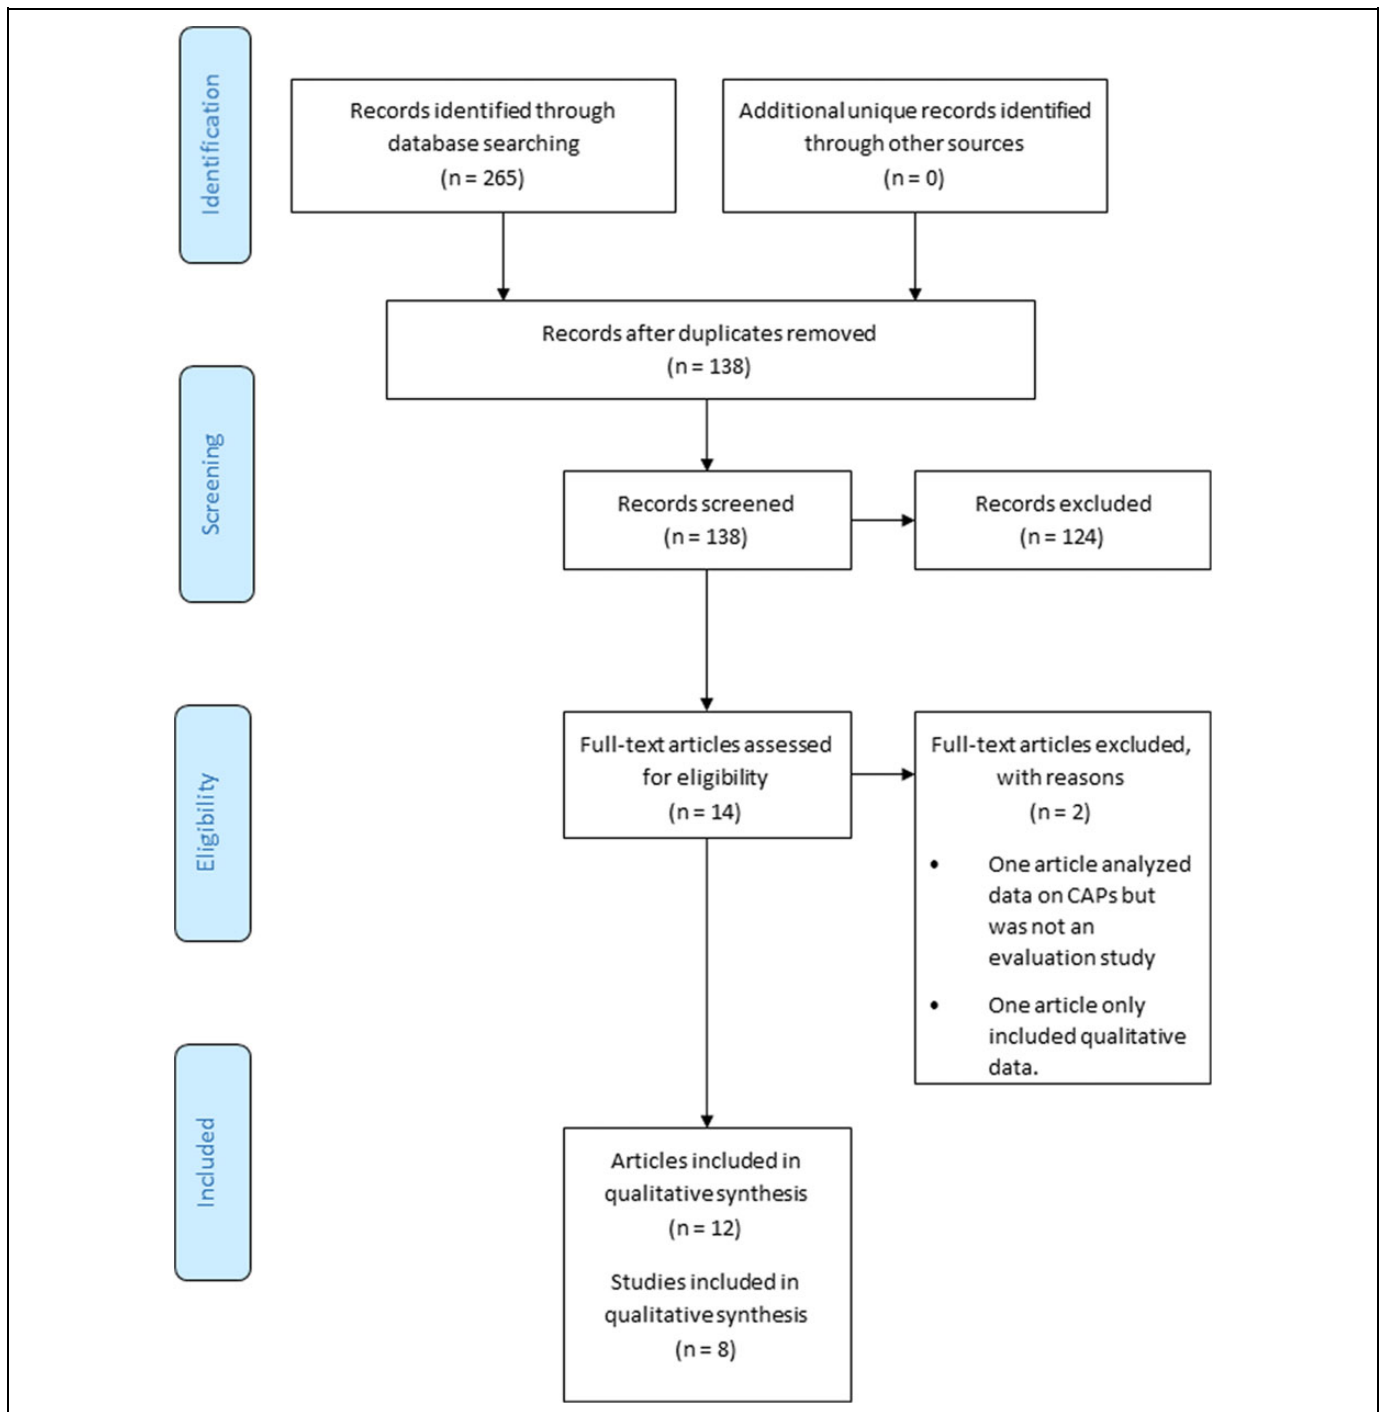 Identification
Records identified through
database searching
(n = 265)
Additional unique records identified
through other sources
(n = 0)
Records after duplicates removed
(n = 138)
Screening
Records screened
(n = 138)
Records excluded
(n = 124)
Eligibility
Full-text articles assessed
for eligibility
(n = 14)
Full-text articles excluded,
with reasons
(n = 2)
• One article analyzed
data on CAPs but
was not an
evaluation study
• One article only
included qualitative
data.
Included
Articles included in
qualitative synthesis
(n = 12)
Studies included in
qualitative synthesis
(n = 8)